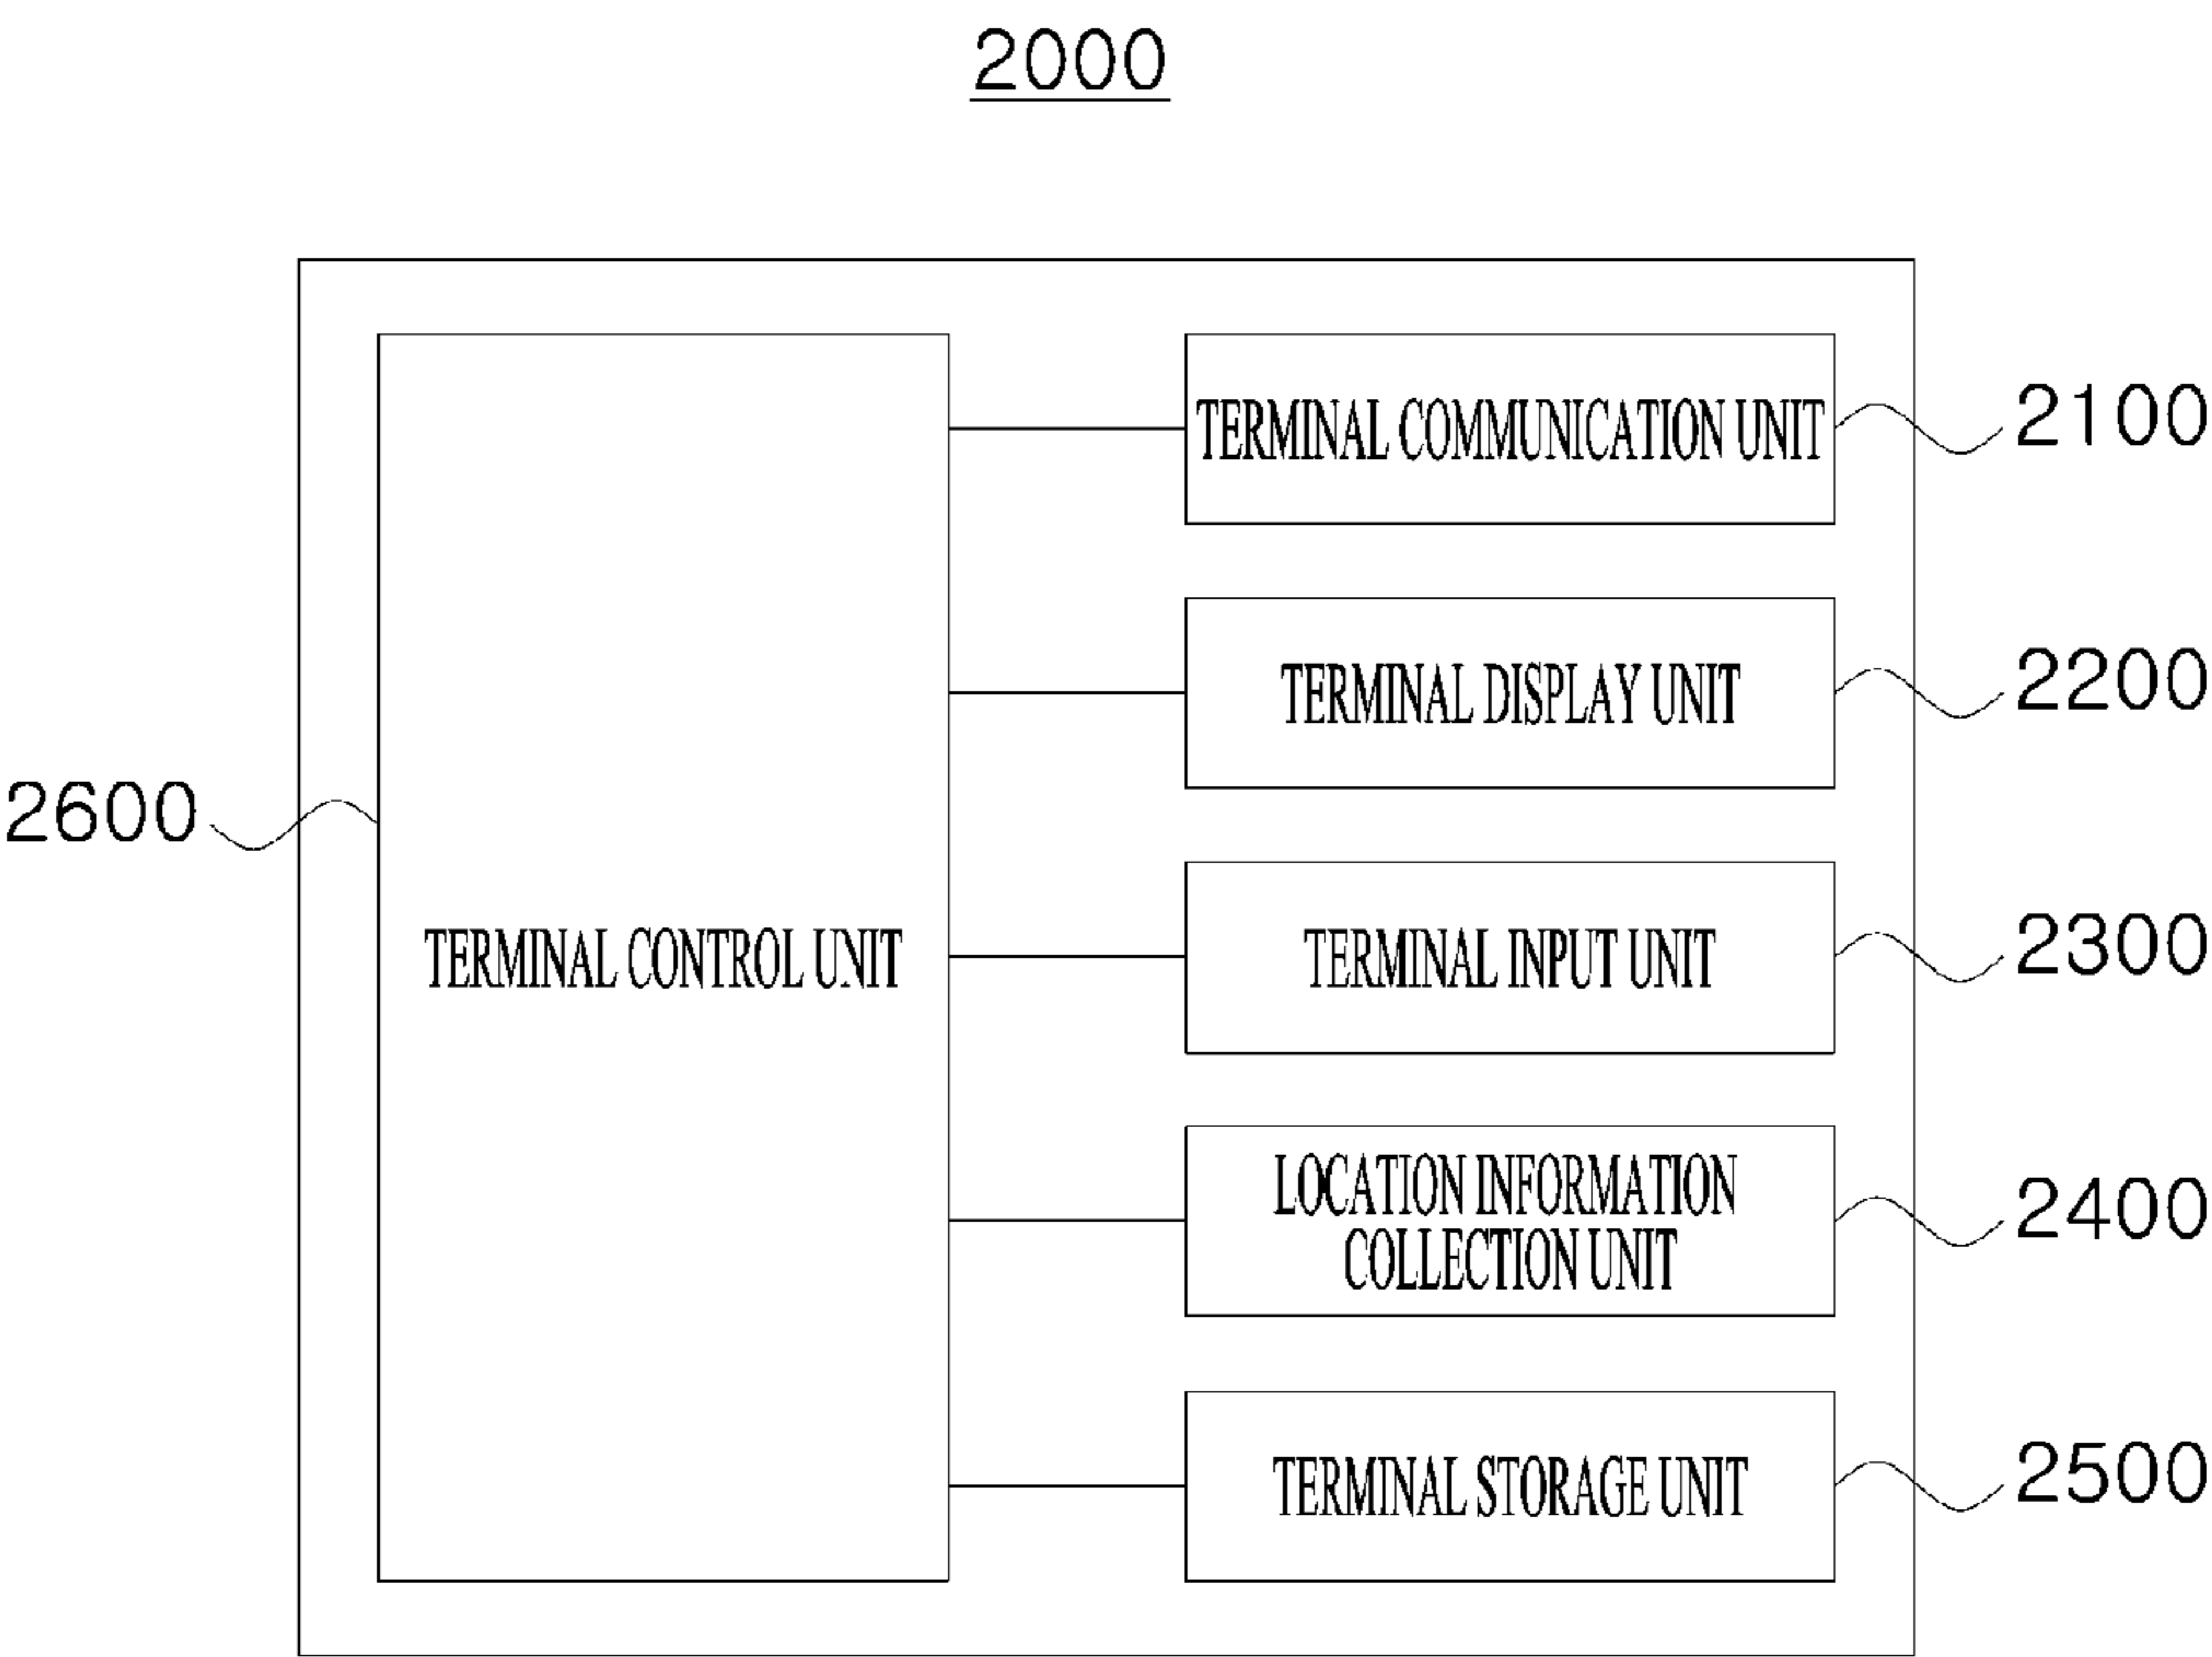 2000
TERMINAL COMMUNICATION UNIT
2100
TERMINAL DISPLAY UNIT
2200
2600
TERMINAL CONTROL UNIT
TERMINAL INPUT UNIT
2300
LOCATION INFORMATION
COLLECTION UNIT
2400
TERMINAL STORAGE UNIT
2500